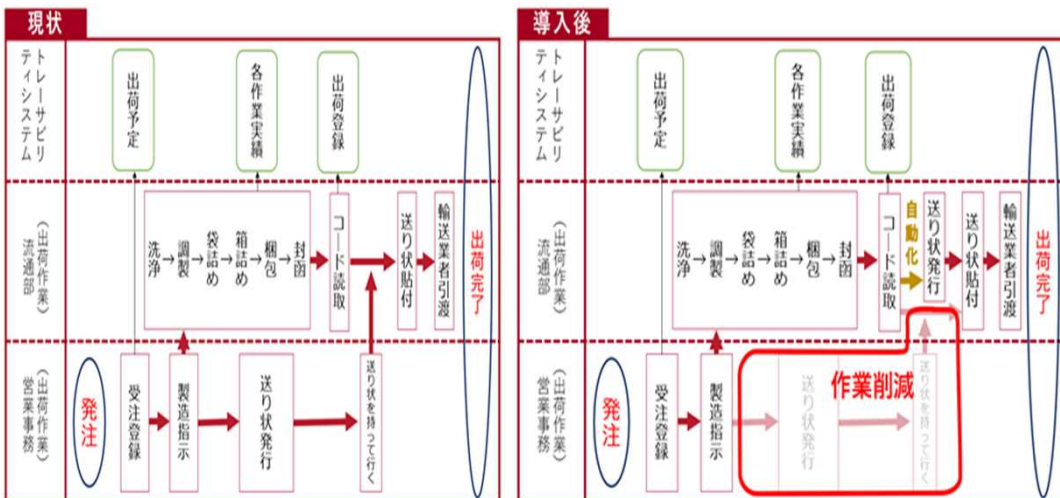 現状
トレーサビリ
ティシステム
出荷予定
各作業実績
出荷登録
(出荷作業)
流通部
洗浄→調製→袋詰め→箱詰め→梱包→封函
コード読取
送り状貼付
輸送業者引渡
出荷完了
(出荷作業)
営業事務
発注
受注登録
製造指示
送り状発行
送り状を持って行く
導入後
トレーサビリ
ティシステム
出荷予定
各作業実績
出荷登録
(出荷作業)
流通部
洗浄→調製→袋詰め→箱詰め→梱包→封函
コード読取
自動化
送り状発行
送り状貼付
輸送業者引渡
出荷完了
(出荷作業)
営業事務
発注
受注登録
製造指示
送り状発行
作業削減
送り状を持って行く